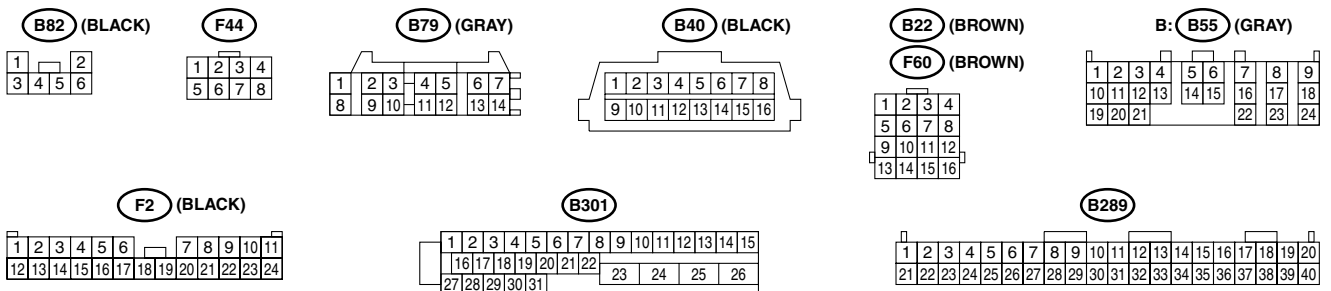 B82 (BLACK)
1 2
3 4 5 6
F44
1 2 3 4
5 6 7 8
B79 (GRAY)
1 2 3 4 5 6 7
8 9 10 11 12 13 14
B40 (BLACK)
1 2 3 4 5 6 7 8
9 10 11 12 13 14 15 16
B22 (BROWN)
F60 (BROWN)
1 2 3 4
5 6 7 8
9 10 11 12
13 14 15 16
B: B55 (GRAY)
1 2 3 4 5 6 7 8 9
10 11 12 13 14 15 16 17 18
19 20 21 22 23 24
F2 (BLACK)
1 2 3 4 5 6 7 8 9 10 11
12 13 14 15 16 17 18 19 20 21 22 23 24
B301
1 2 3 4 5 6 7 8 9 10 11 12 13 14 15
16 17 18 19 20 21 22 23 24 25 26
27 28 29 30 31
B289
1 2 3 4 5 6 7 8 9 10 11 12 13 14 15 16 17 18 19 20
21 22 23 24 25 26 27 28 29 30 31 32 33 34 35 36 37 38 39 40